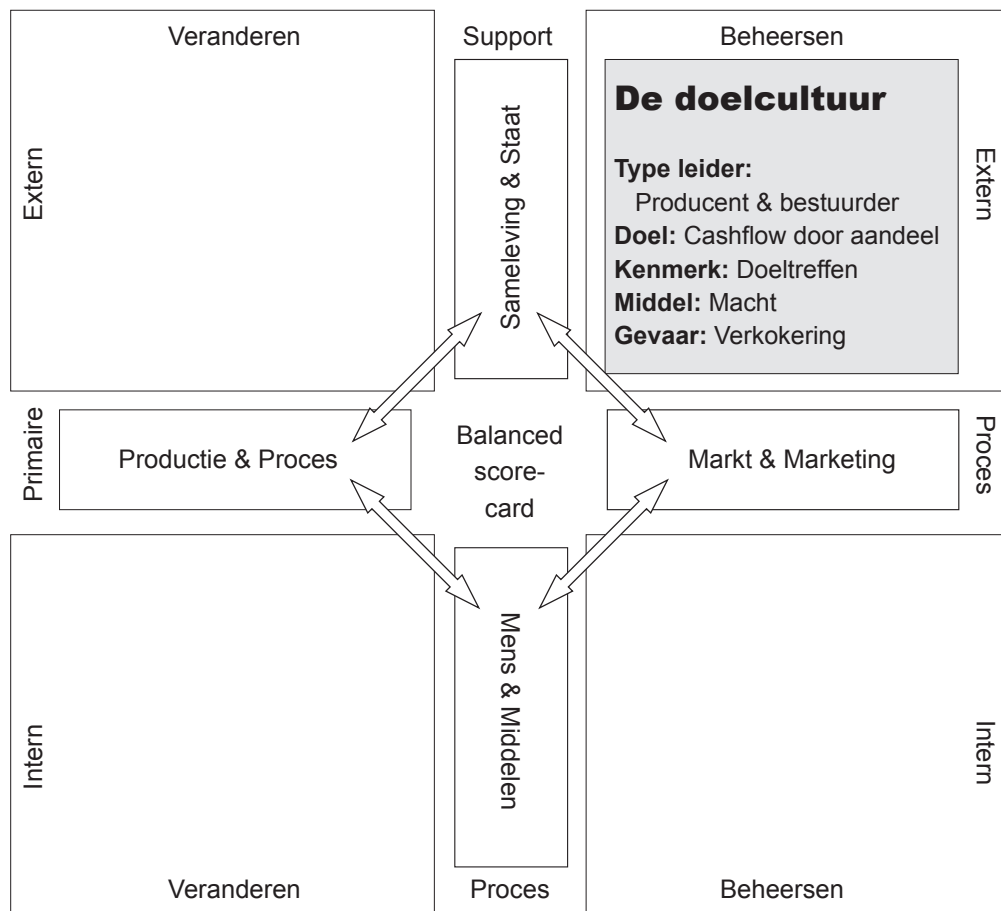 Veranderen
Support
Beheersen
Extern
Sameleving & Staat
De doelcultuur
Type leider:
Producent & bestuurder
Doel: Cashflow door aandeel
Kenmerk: Doeltreffen
Middel: Macht
Gevaar: Verkokering
Extern
Primaire
Productie & Proces
Balanced
score-
card
Markt & Marketing
Proces
Intern
Mens & Middelen
Intern
Veranderen
Proces
Beheersen